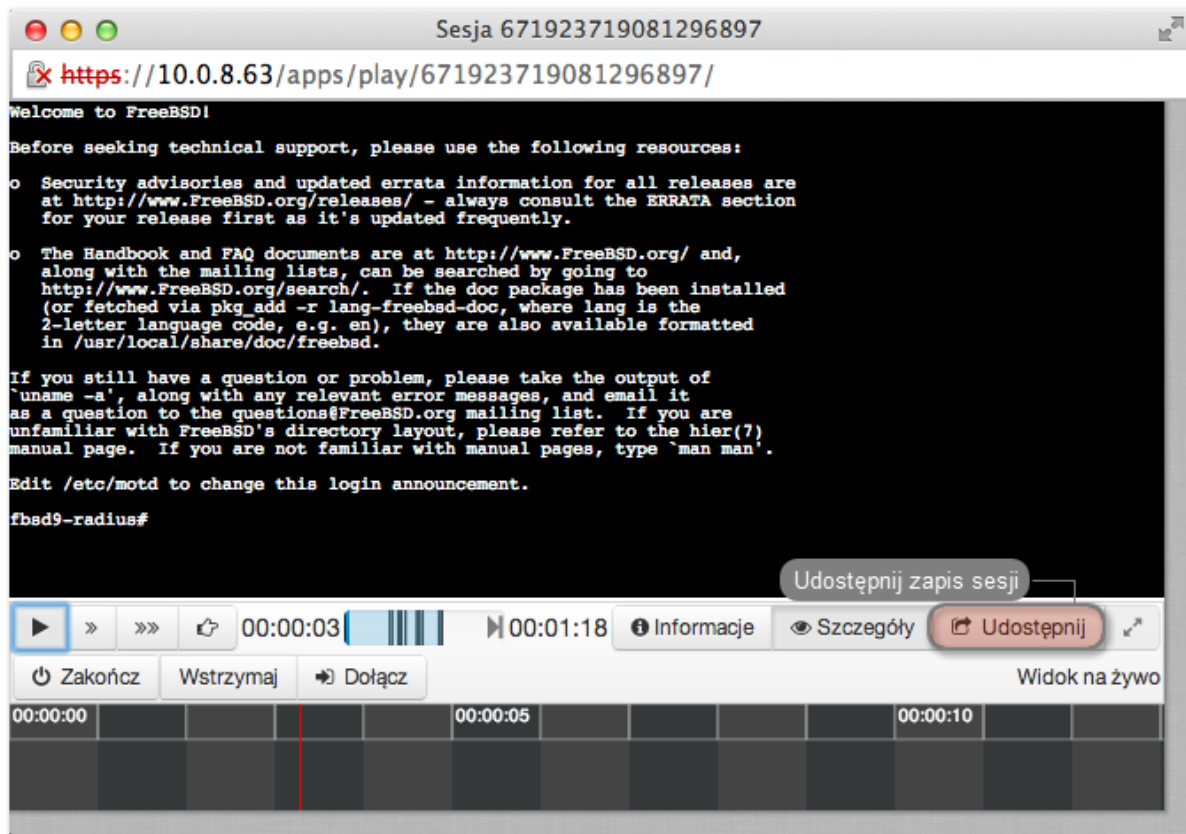 Sesja 671923719081296897
https://10.0.8.63/apps/play/671923719081296897/
Welcome to FreeBSD!
Before seeking technical support, please use the following resources:
o  Security advisories and updated errata information for all releases are
   at http://www.FreeBSD.org/releases/ - always consult the ERRATA section
   for your release first as it's updated frequently.
o  The Handbook and FAQ documents are at http://www.FreeBSD.org/ and,
   along with the mailing lists, can be searched by going to
   http://www.FreeBSD.org/search/.  If the doc package has been installed
   (or fetched via pkg_add -r lang-freebsd-doc, where lang is the
   2-letter language code, e.g. en), they are also available formatted
   in /usr/local/share/doc/freebsd.
If you still have a question or problem, please take the output of
`uname -a', along with any relevant error messages, and email it
as a question to the questions@FreeBSD.org mailing list.  If you are
unfamiliar with FreeBSD's directory layout, please refer to the hier(7)
manual page.  If you are not familiar with manual pages, type `man man'.
Edit /etc/motd to change this login announcement.
fbsd9-radius#
Udostępnij zapis sesji
00:00:03 00:01:18 Informacje Szczegóły Udostępnij
Zakończ Wstrzymaj Dołącz Widok na żywo
00:00:00 00:00:05 00:00:10